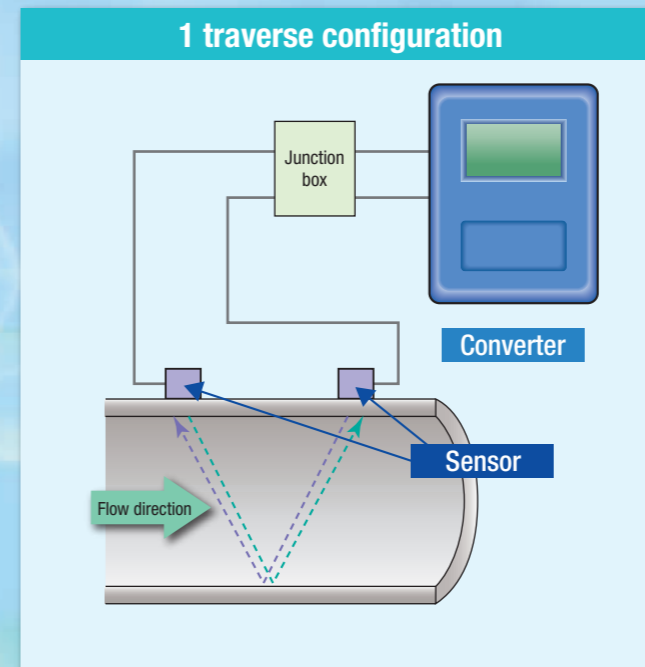 1 traverse configuration
Junction
box
Converter
Sensor
Flow direction